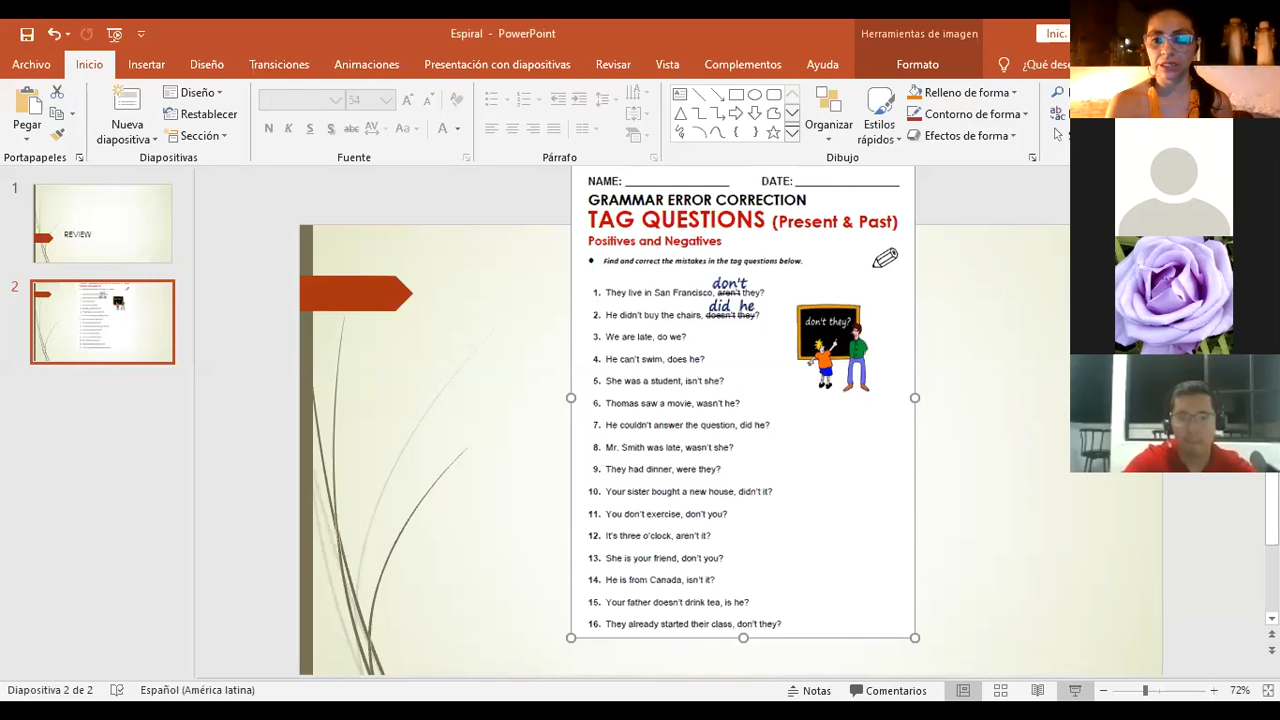 Espiral - PowerPoint
Herramientas de imagen
Inic.
Archivo
Inicio
Insertar
Diseño
Transiciones
Animaciones
Presentación con diapositivas
Revisar
Vista
Complementos
Ayuda
Formato
¿Qué dese
Pegar
Nueva
diapositiva
Diseño
Restablecer
Sección
54
N K S abc AV Aa A
Organizar
Estilos
rápidos
Relleno de forma
Contorno de forma
Efectos de forma
Portapapeles
Diapositivas
Fuente
Párrafo
Dibujo
1
REVIEW
2
NAME: DATE:
GRAMMAR ERROR CORRECTION
TAG QUESTIONS (Present & Past)
Positives and Negatives
Find and correct the mistakes in the tag questions below.
don't
1. They live in San Francisco, aren't they?
did he
2. He didn't buy the chairs, doesn't they?
3. We are late, do we?
4. He can't swim, does he?
5. She was a student, isn't she?
6. Thomas saw a movie, wasn't he?
7. He couldn't answer the question, did he?
8. Mr. Smith was late, wasn't she?
9. They had dinner, were they?
10. Your sister bought a new house, didn't it?
11. You don't exercise, don't you?
12. It's three o'clock, aren't it?
13. She is your friend, don't you?
14. He is from Canada, isn't it?
15. Your father doesn't drink tea, is he?
16. They already started their class, don't they?
don't they?
Diapositiva 2 de 2
Español (América latina)
Notas
Comentarios
72%